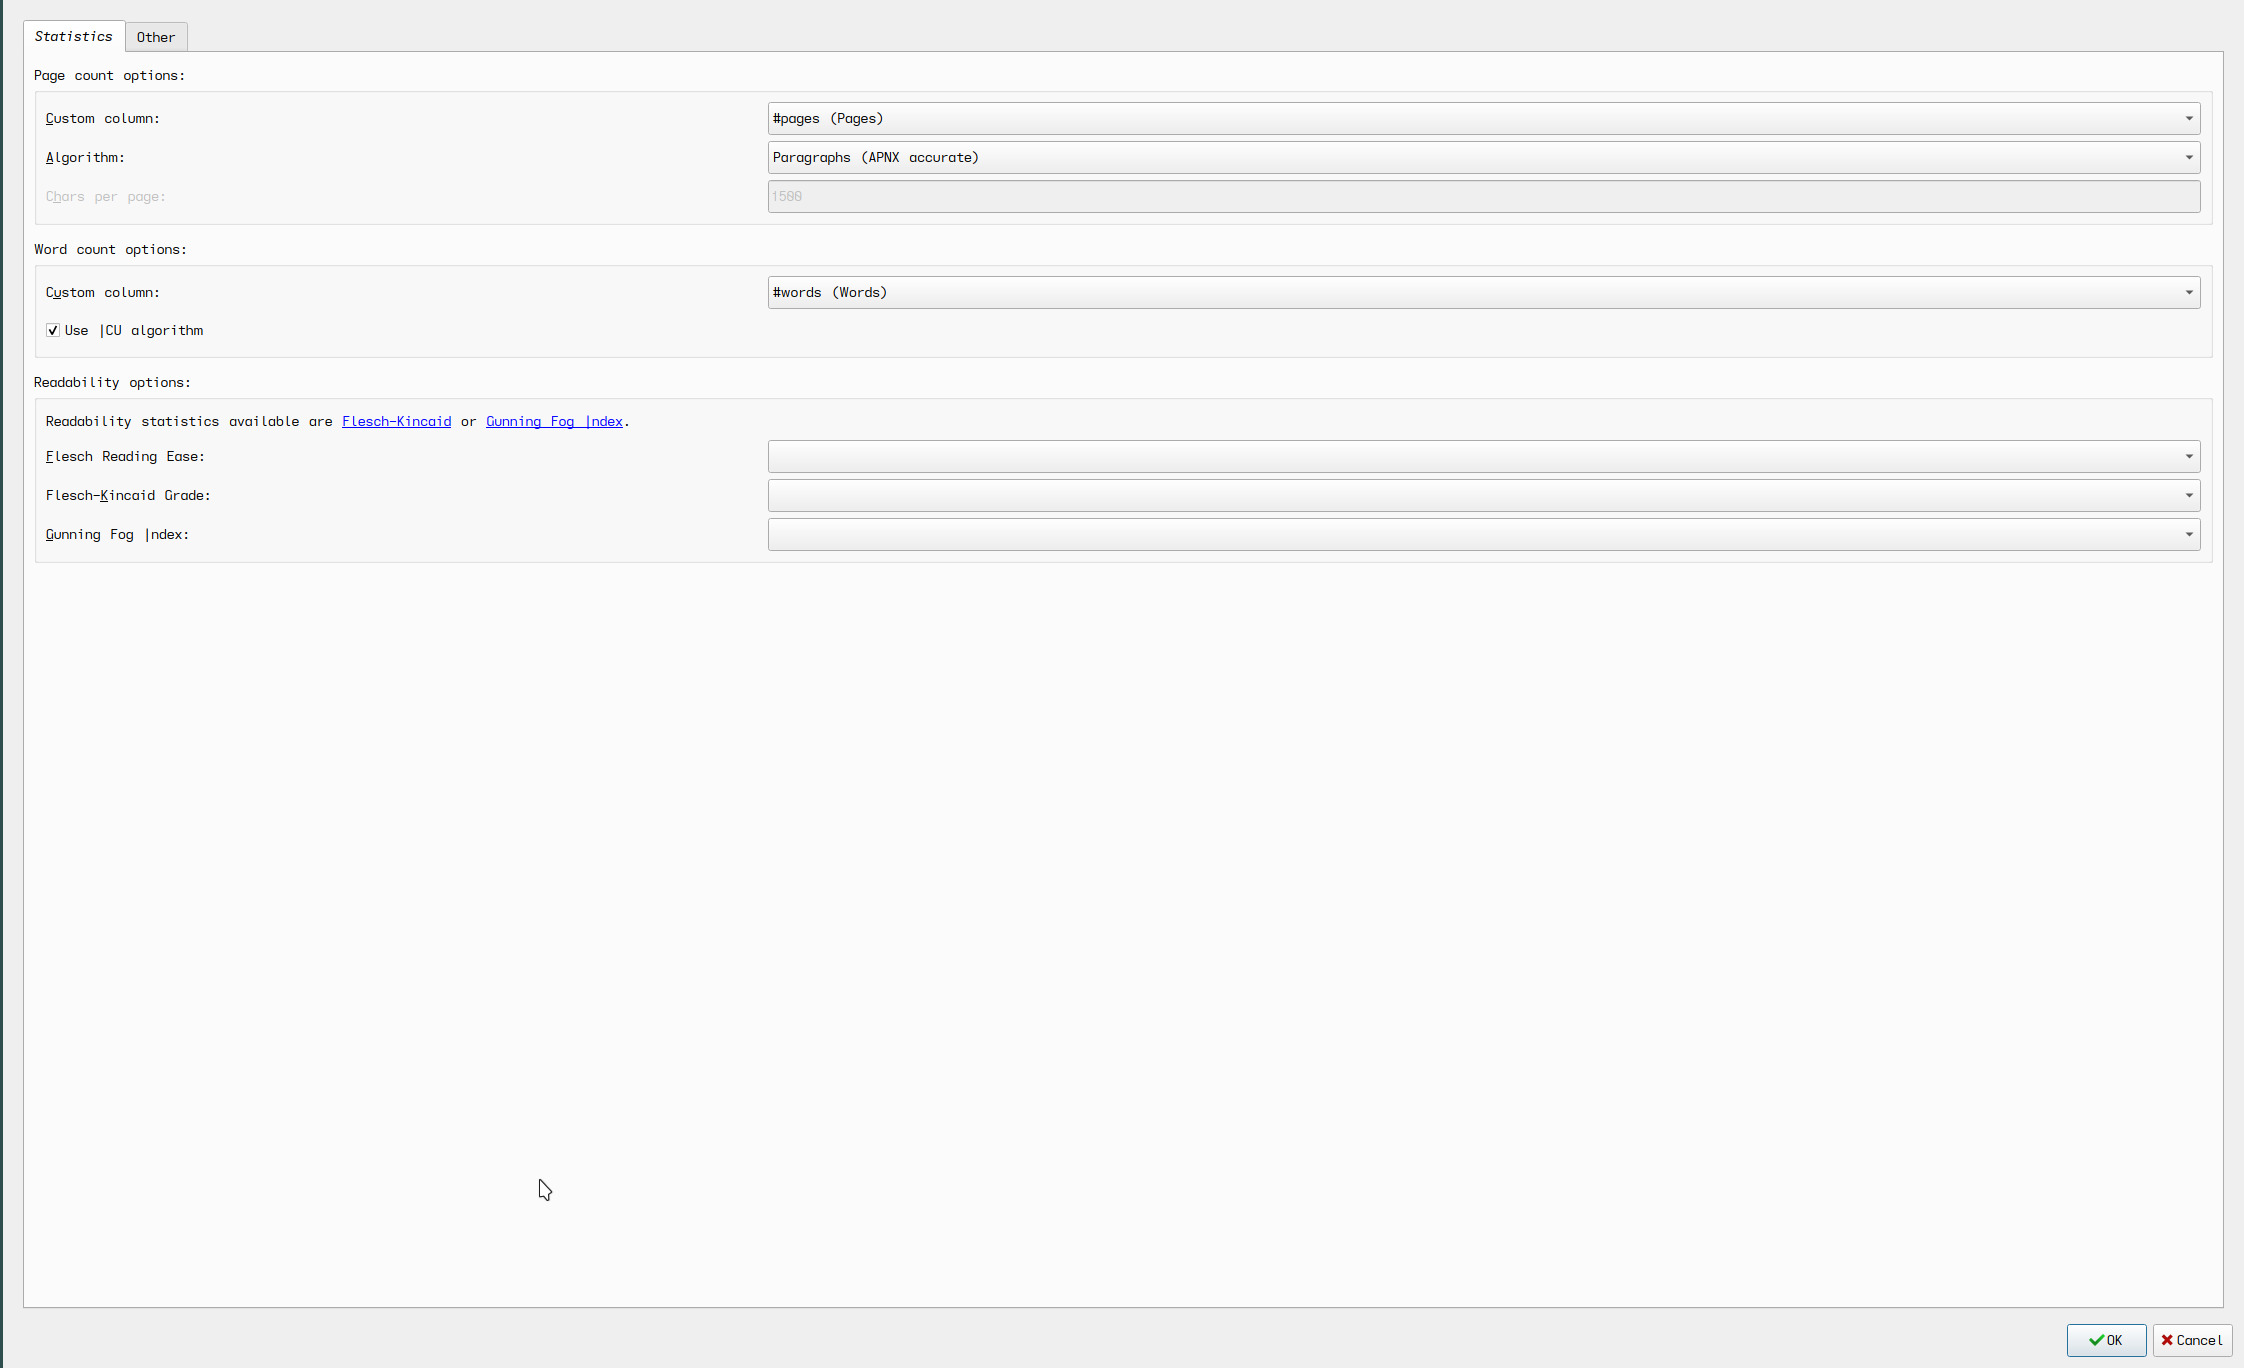 Statistics
Other
Page count options:
Custom column:
#pages (Pages)
Algorithm:
Paragraphs (APNX accurate)
Chars per page:
1500
Word count options:
Custom column:
#words (Words)
Use ICU algorithm
Readability options:
Readability statistics available are Flesch-Kincaid or Gunning Fog Index.
Flesch Reading Ease:
Flesch-Kincaid Grade:
Gunning Fog Index:
OK
Cancel